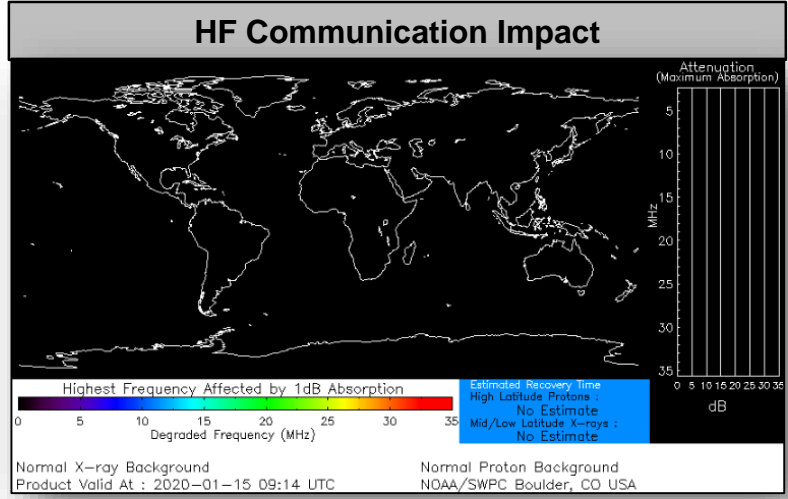 HF Communication Impact
Attenuation
(Maximum Absorption)
5
10
15
20
25
30
35
MHz
0 5 10 15 20 25 30 35
dB
Highest Frequency Affected by 1dB Absorption
0 5 10 15 20 25 30 35
Degraded Frequency (MHz)
Estimated Recovery Time
High Latitude Protons :
No Estimate
Mid/Low Latitude X-rays :
No Estimate
Normal X-ray Background
Normal Proton Background
Product Valid At : 2020-01-15 09:14 UTC
NOAA/SWPC Boulder, CO USA